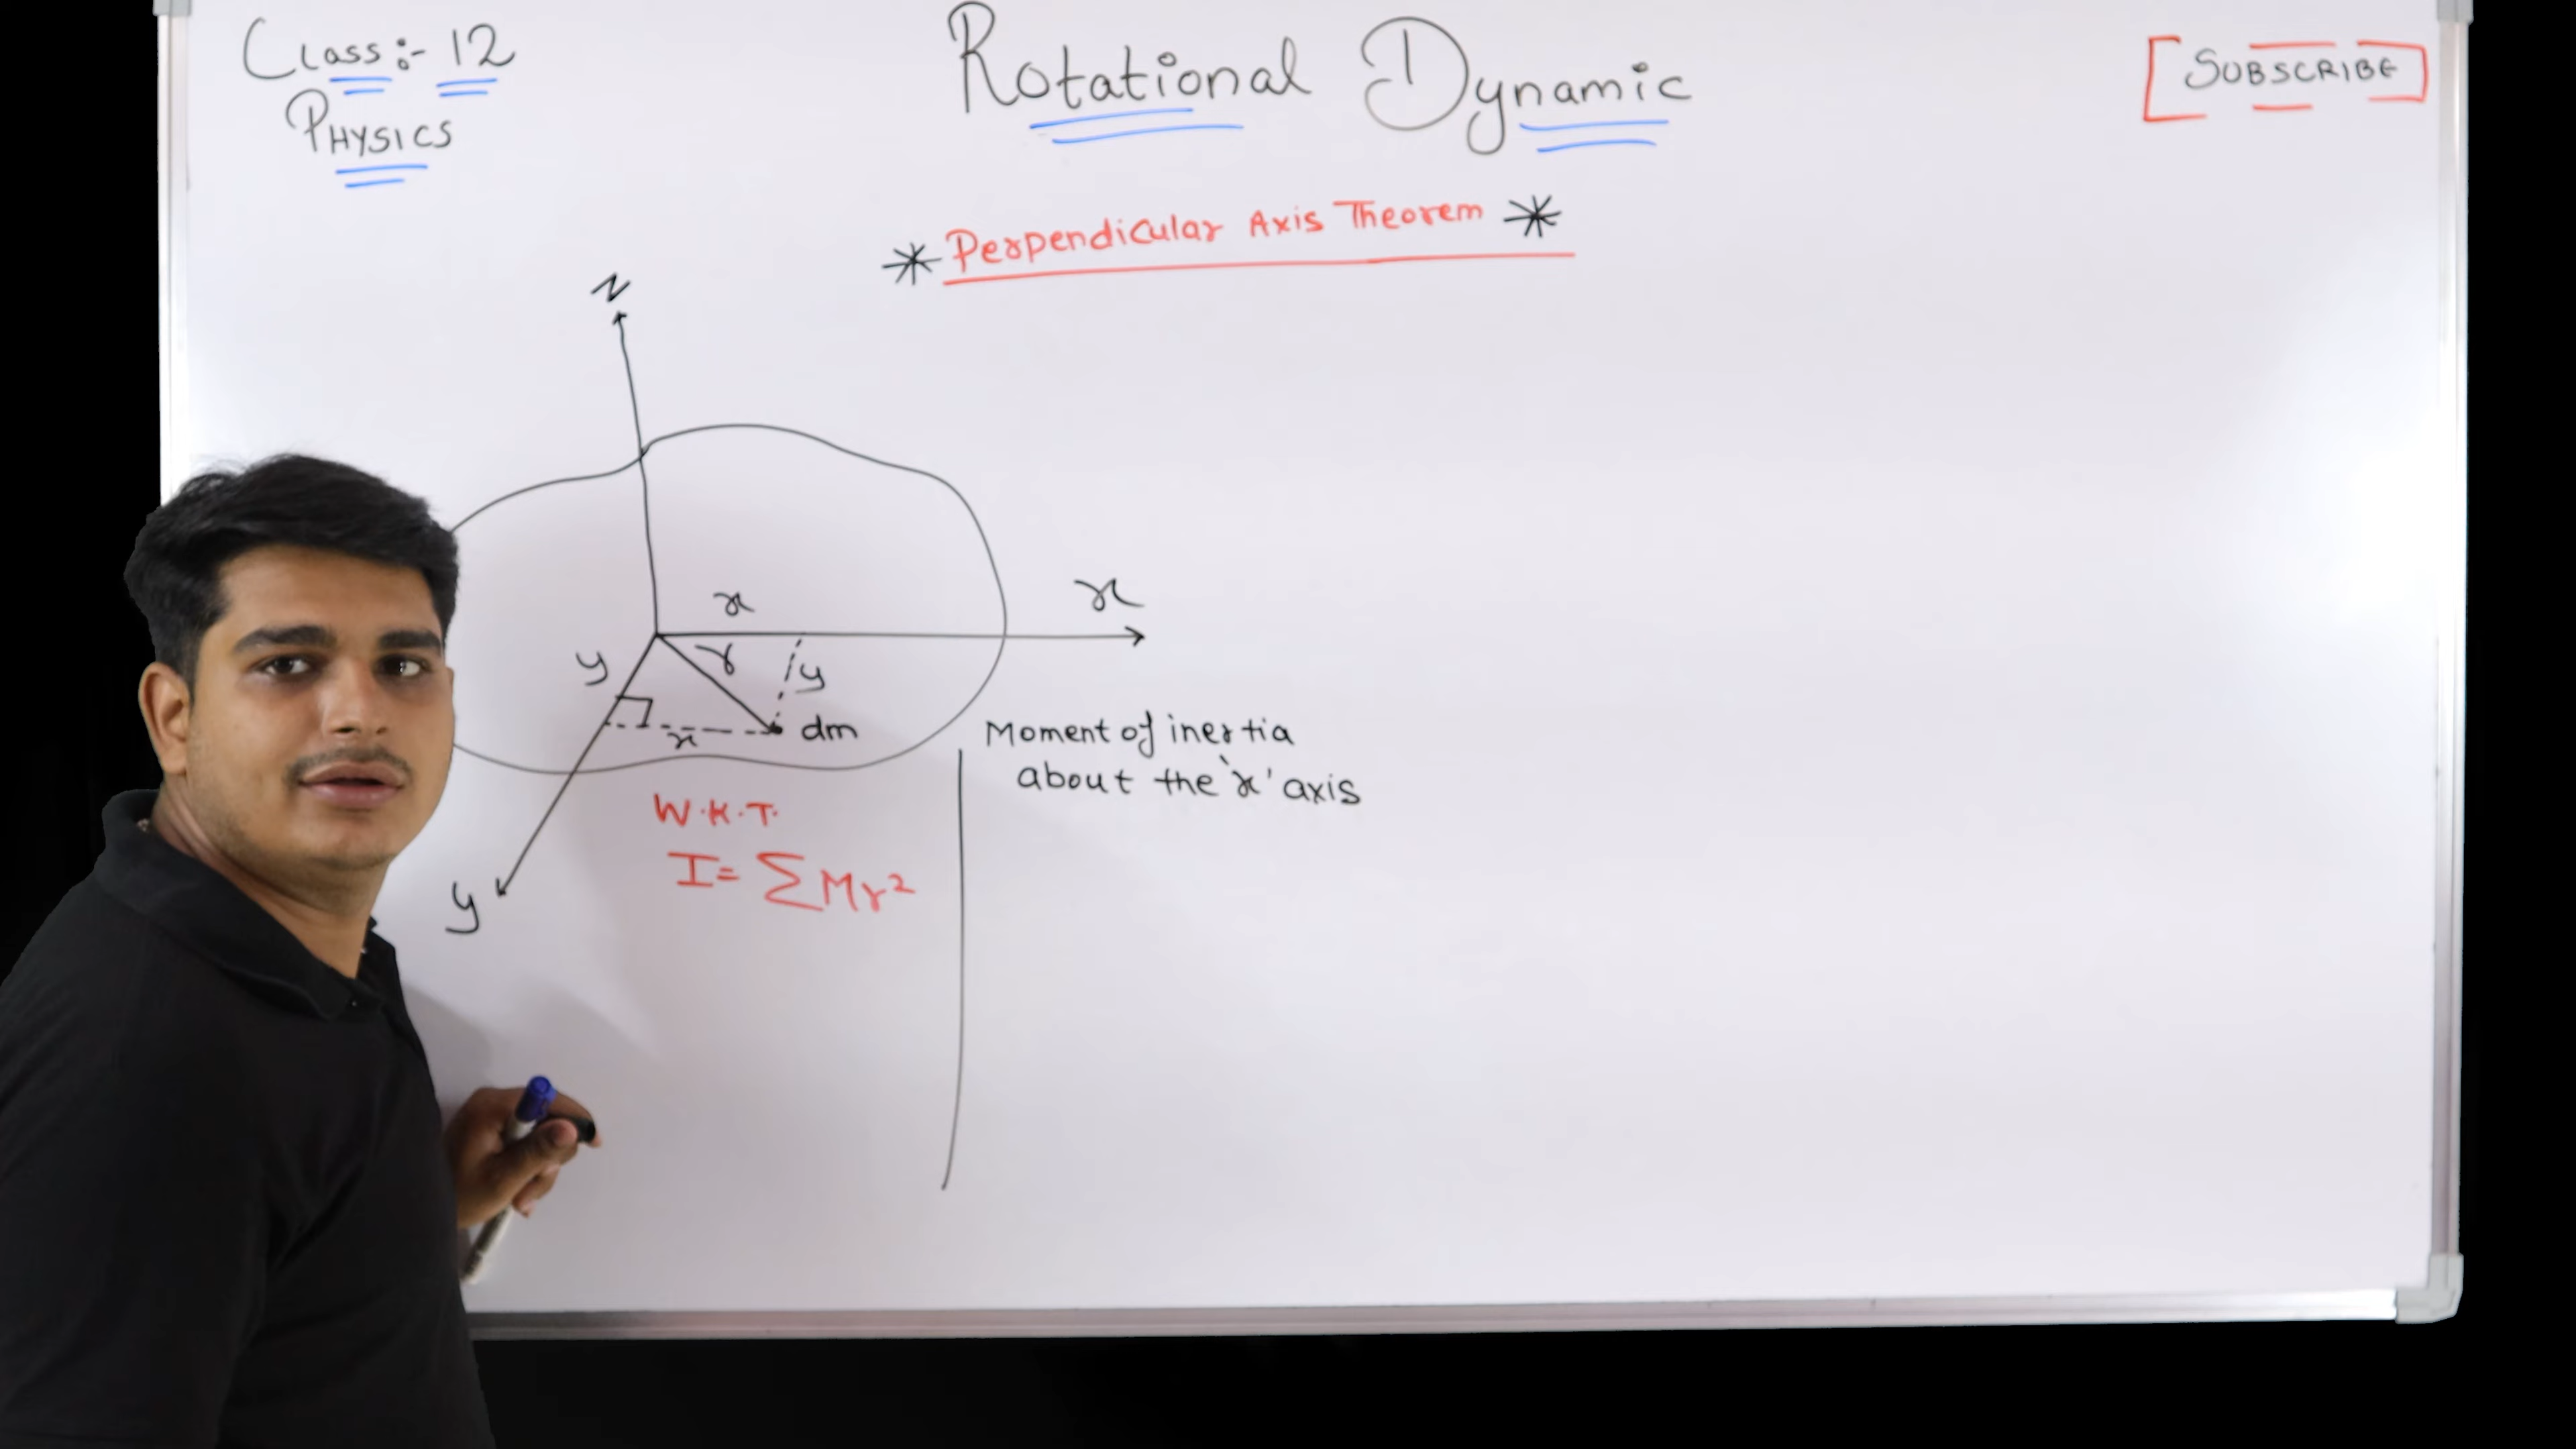 Class:- 12
Physics
Rotational Dynamic
SUBSCRIBE
* Perpendicular Axis Theorem *
z
x
x
y
r
y
x
dm
y
Moment of inertia
about the 'x' axis
W.K.T.
I = ΣMr²